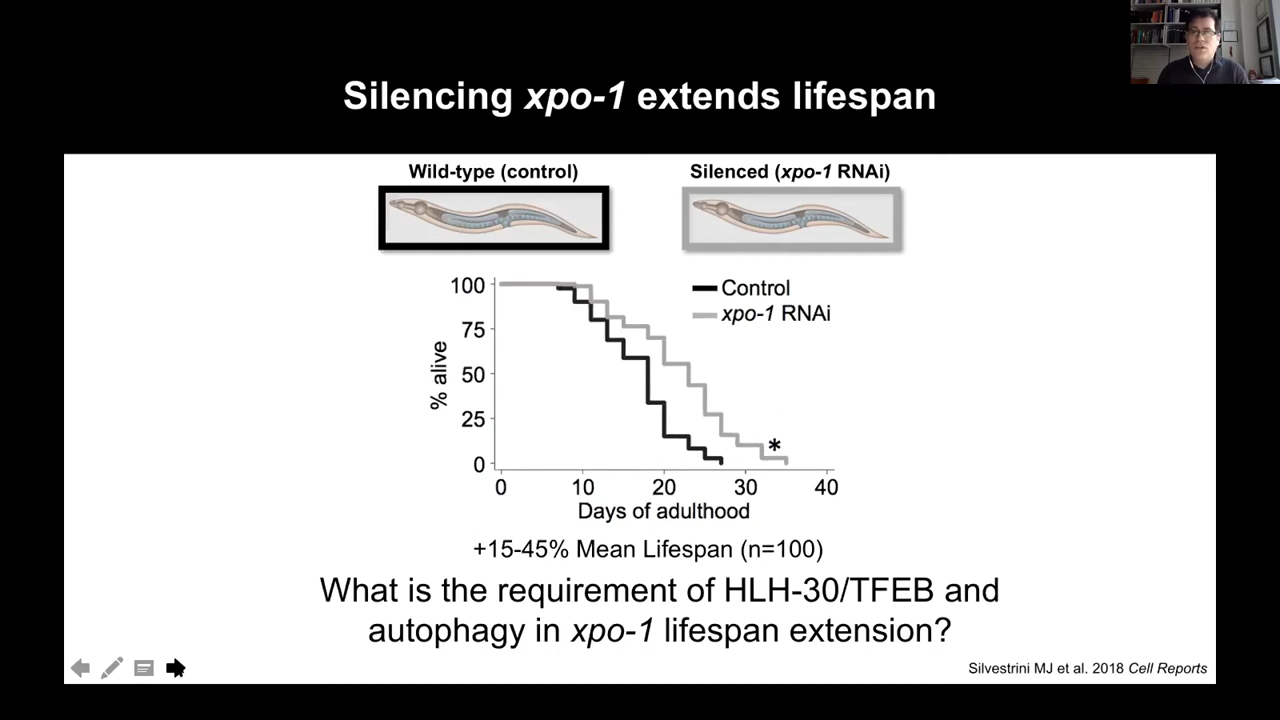 Silencing xpo-1 extends lifespan
Wild-type (control)
Silenced (xpo-1 RNAi)
100
75
50
25
0
% alive
Control
xpo-1 RNAi
*
0 10 20 30 40
Days of adulthood
+15-45% Mean Lifespan (n=100)
What is the requirement of HLH-30/TFEB and
autophagy in xpo-1 lifespan extension?
Silvestrini MJ et al. 2018 Cell Reports